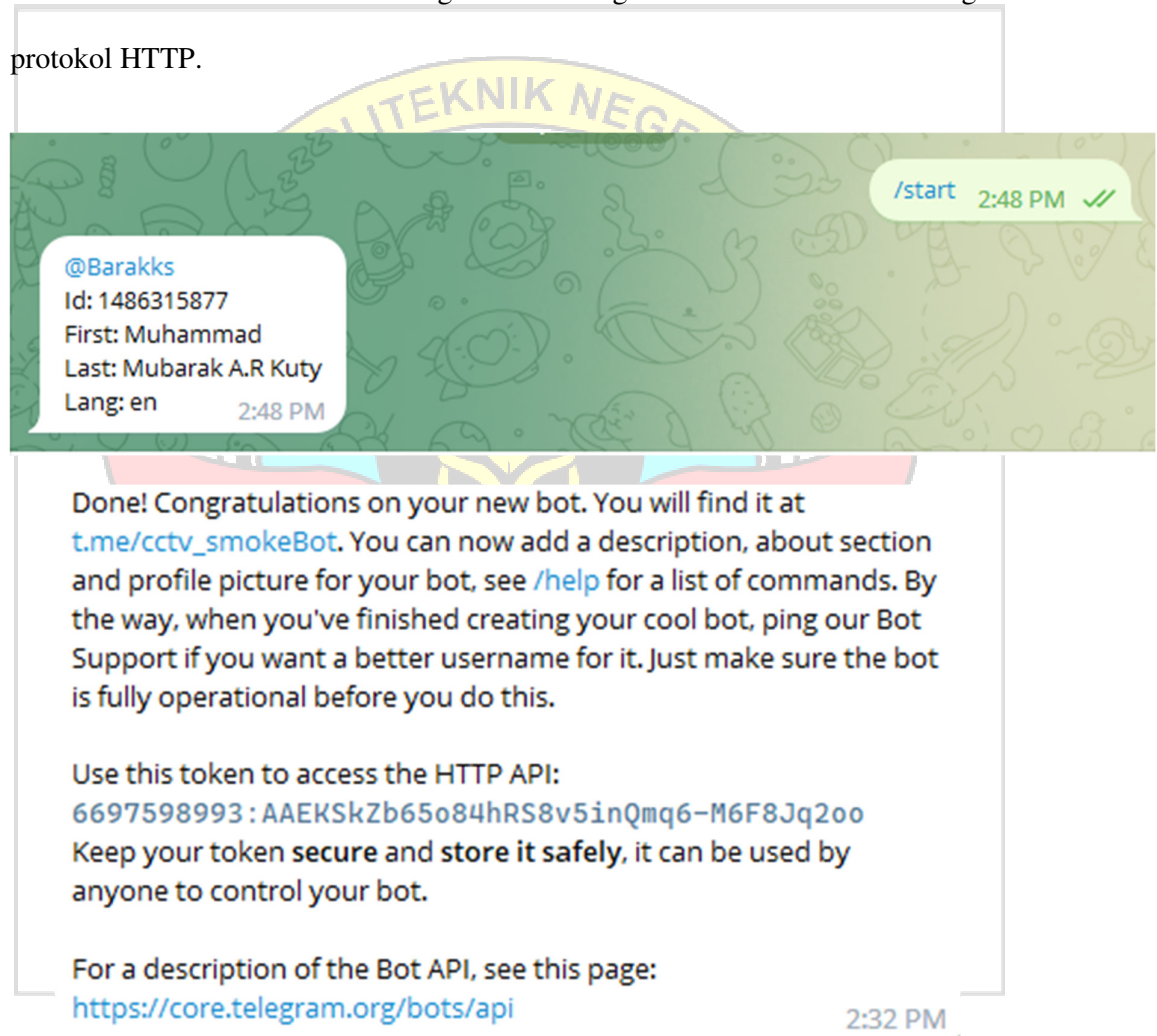 protokol HTTP.
/start 2:48 PM
@Barakks
Id: 1486315877
First: Muhammad
Last: Mubarak A.R Kuty
Lang: en 2:48 PM
Done! Congratulations on your new bot. You will find it at
t.me/cctv_smokeBot. You can now add a description, about section
and profile picture for your bot, see /help for a list of commands. By
the way, when you've finished creating your cool bot, ping our Bot
Support if you want a better username for it. Just make sure the bot
is fully operational before you do this.
Use this token to access the HTTP API:
6697598993:AAEKSkZb65o84hRS8v5inQmq6-M6F8Jq2oo
Keep your token secure and store it safely, it can be used by
anyone to control your bot.
For a description of the Bot API, see this page:
https://core.telegram.org/bots/api
2:32 PM